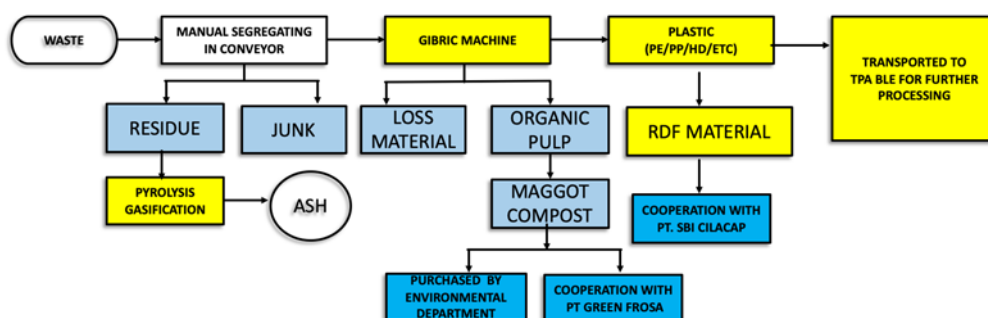 WASTE
MANUAL SEGREGATING
IN CONVEYOR
GIBRIC MACHINE
PLASTIC
(PE/PP/HD/ETC)
TRANSPORTED TO
TPA BLE FOR FURTHER
PROCESSING
RESIDUE
JUNK
LOSS
MATERIAL
ORGANIC
PULP
RDF MATERIAL
PYROLYSIS
GASIFICATION
ASH
MAGGOT
COMPOST
COOPERATION WITH
PT. SBI CILACAP
PURCHASED BY
ENVIRONMENTAL
DEPARTMENT
COOPERATION WITH
PT GREEN FROSA